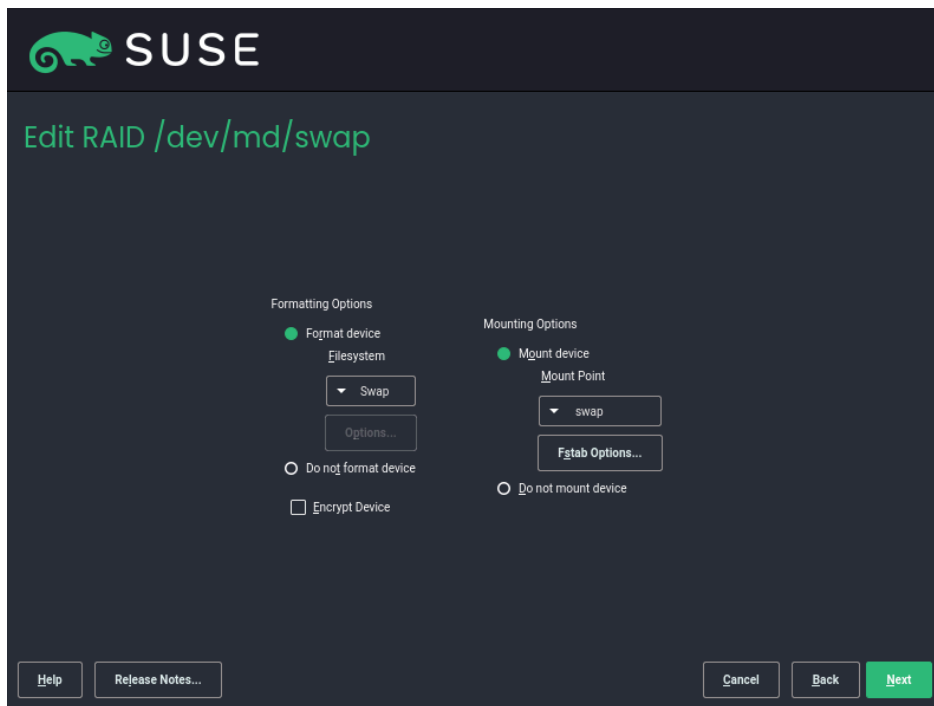 SUSE
Edit RAID /dev/md/swap
Formatting Options
Format device
Filesystem
Swap
Options...
Do not format device
Encrypt Device
Mounting Options
Mount device
Mount Point
swap
Fstab Options...
Do not mount device
Help
Release Notes...
Cancel
Back
Next